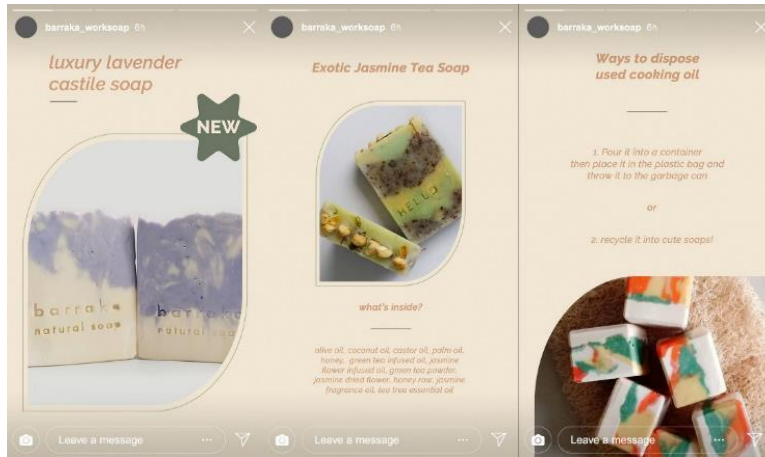 barraka_worksoap 6h
luxury lavender
castile soap
NEW
barraka
natural soap
barraka
natural soap
Leave a message
barraka_worksoap 6h
Exotic Jasmine Tea Soap
HELLO
what's inside?
olive oil, coconut oil, castor oil, palm oil,
honey, green tea infused oil, jasmine
flower infused oil, green tea powder,
jasmine dried flower, honey raw, jasmine
fragrance oil, tea tree essential oil
Leave a message
barraka_worksoap 6h
Ways to dispose
used cooking oil
1. Pour it into a container
then place it in the plastic bag and
throw it to the garbage can
or
2. recycle it into cute soaps!
Leave a message